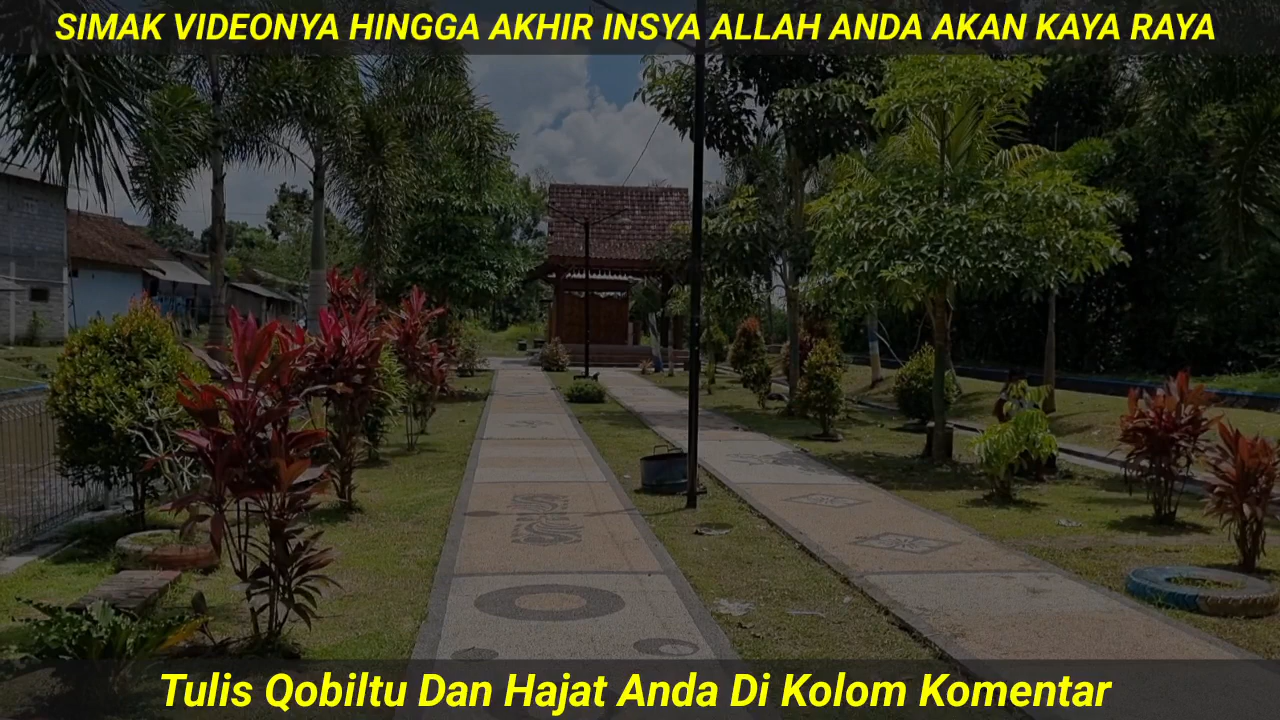 SIMAK VIDEONYA HINGGA AKHIR INSYA ALLAH ANDA AKAN KAYA RAYA
Tulis Qobiltu Dan Hajat Anda Di Kolom Komentar